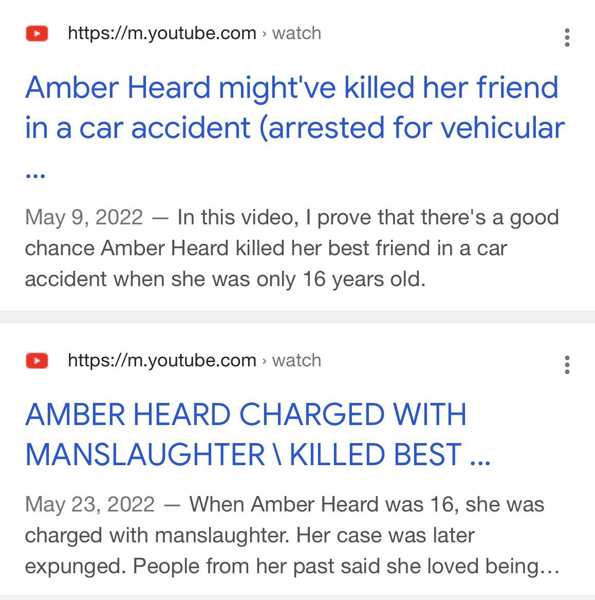 https://m.youtube.com › watch
Amber Heard might've killed her friend
in a car accident (arrested for vehicular
...
May 9, 2022 — In this video, I prove that there's a good
chance Amber Heard killed her best friend in a car
accident when she was only 16 years old.
https://m.youtube.com › watch
AMBER HEARD CHARGED WITH
MANSLAUGHTER \ KILLED BEST ...
May 23, 2022 — When Amber Heard was 16, she was
charged with manslaughter. Her case was later
expunged. People from her past said she loved being...